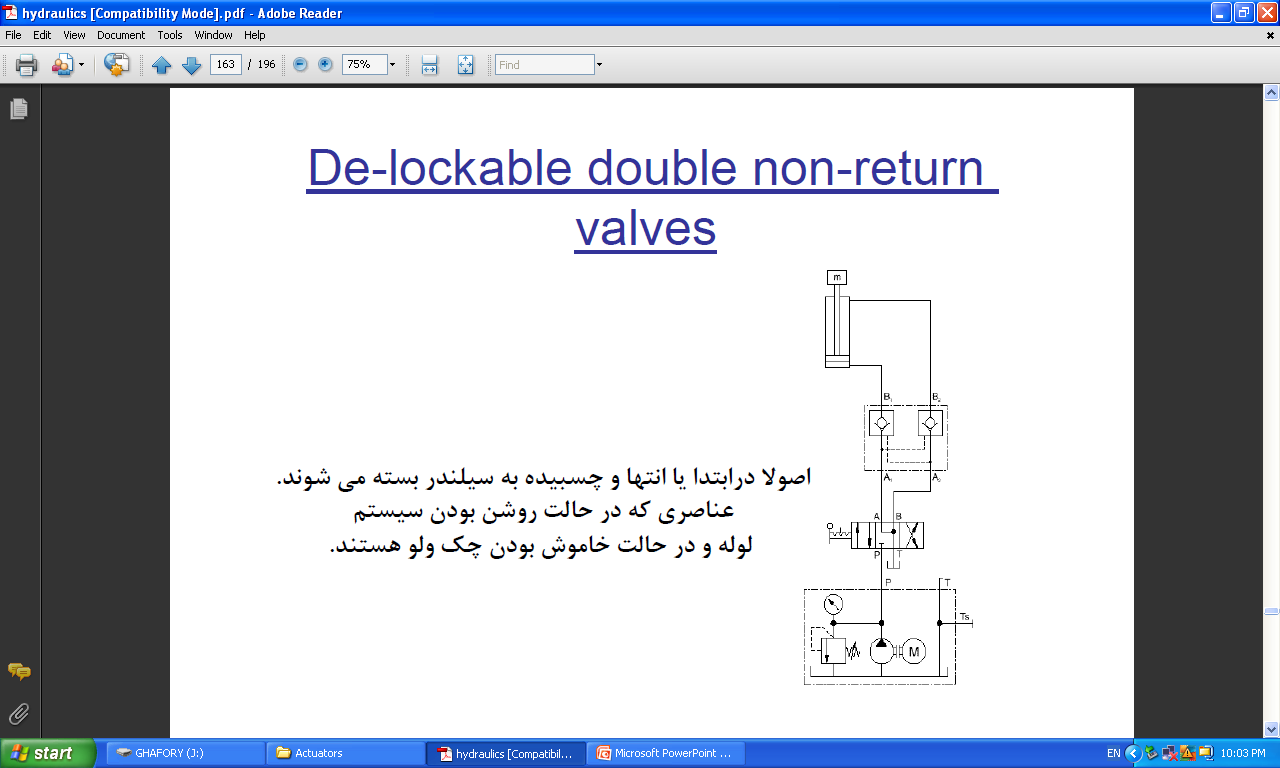 hydraulics [Compatibility Mode].pdf - Adobe Reader
File Edit View Document Tools Window Help
163 / 196 75% Find
De-lockable double non-return
valves
m
B1 B2
اصولا درابتدا یا انتها و چسبیده به سیلندر بسته می شوند.
عناصری که در حالت روشن بودن سیستم
لوله و در حالت خاموش بودن چک ولو هستند.
A1 A2
A B
P T
P T
Ts
M
start GHAFORY (J:) Actuators hydraulics [Compatibil... Microsoft PowerPoint ... EN 10:03 PM